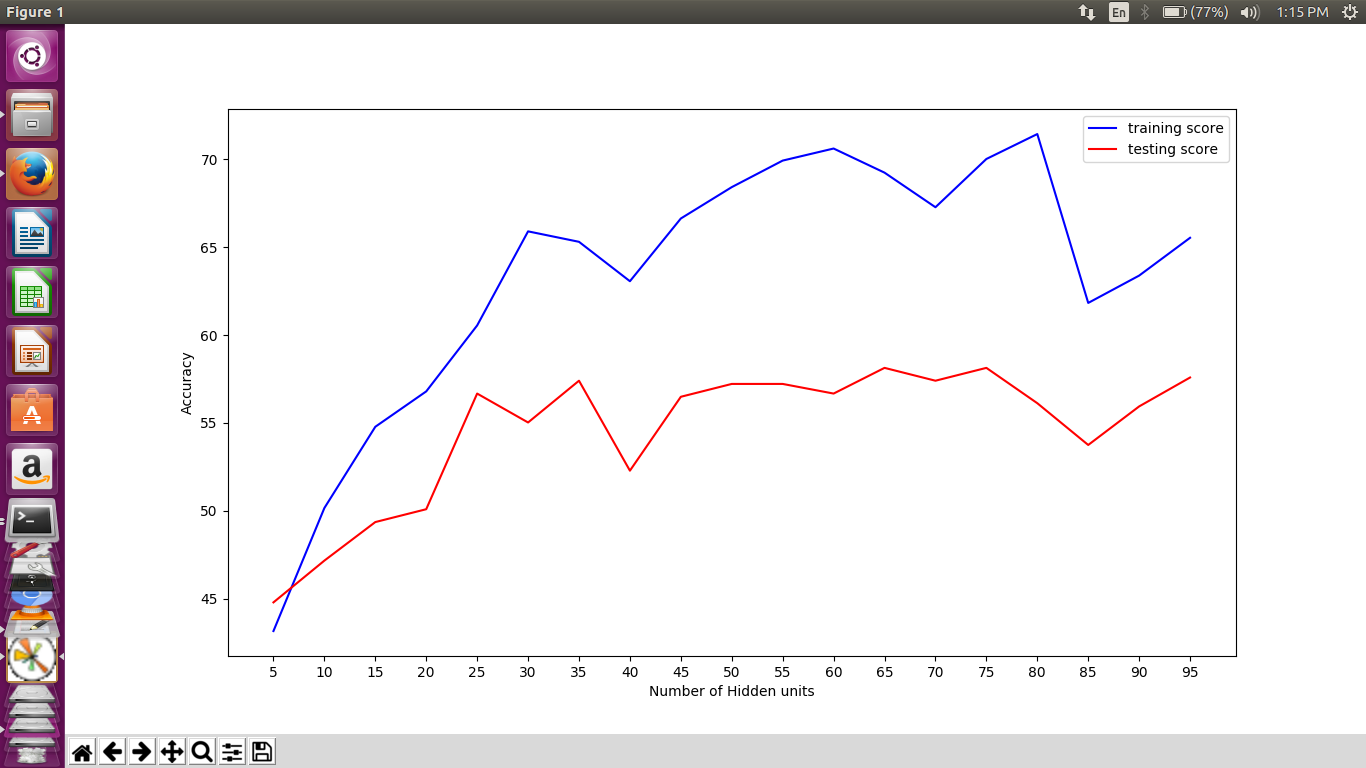 Figure 1
En
(77%)
1:15 PM
training score
testing score
70
65
60
55
50
45
Accuracy
5 10 15 20 25 30 35 40 45 50 55 60 65 70 75 80 85 90 95
Number of Hidden units